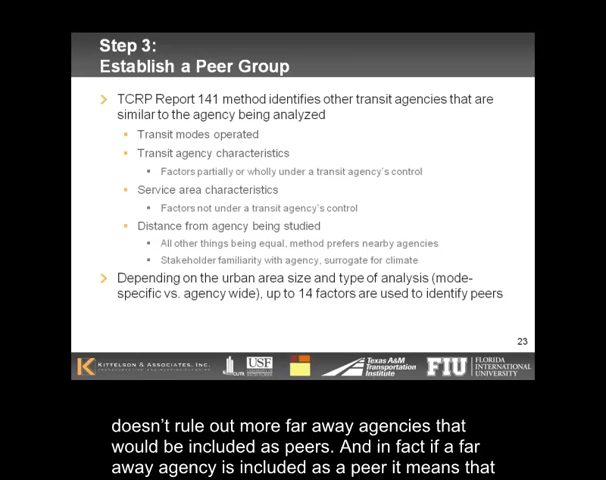 Step 3:
Establish a Peer Group
TCRP Report 141 method identifies other transit agencies that are
similar to the agency being analyzed
Transit modes operated
Transit agency characteristics
Factors partially or wholly under a transit agency's control
Service area characteristics
Factors not under a transit agency's control
Distance from agency being studied
All other things being equal, method prefers nearby agencies
Stakeholder familiarity with agency, surrogate for climate
Depending on the urban area size and type of analysis (mode-
specific vs. agency wide), up to 14 factors are used to identify peers
23
KITTELSON & ASSOCIATES, INC.
CUTR
USF
Texas A&M
Transportation
Institute
FIU
FLORIDA
INTERNATIONAL
UNIVERSITY
doesn't rule out more far away agencies that
would be included as peers. And in fact if a far
away agency is included as a peer it means that